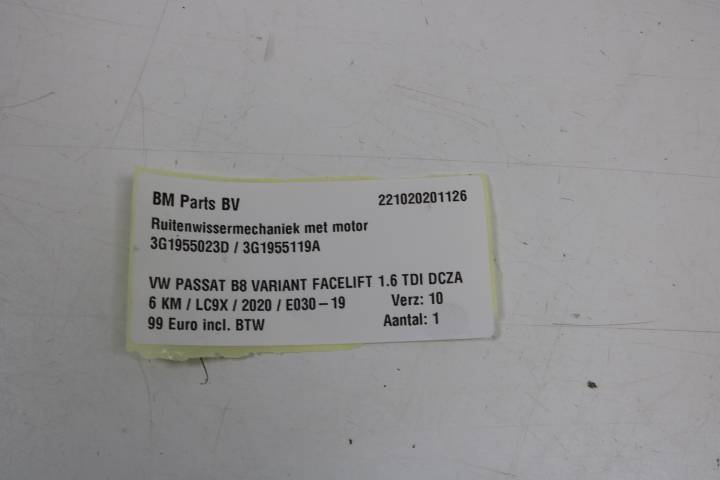 BM Parts BV 221020201126
Ruitenwissermechaniek met motor
3G1955023D / 3G1955119A
VW PASSAT B8 VARIANT FACELIFT 1.6 TDI DCZA
6 KM / LC9X / 2020 / E030-19 Verz: 10
99 Euro incl. BTW Aantal: 1